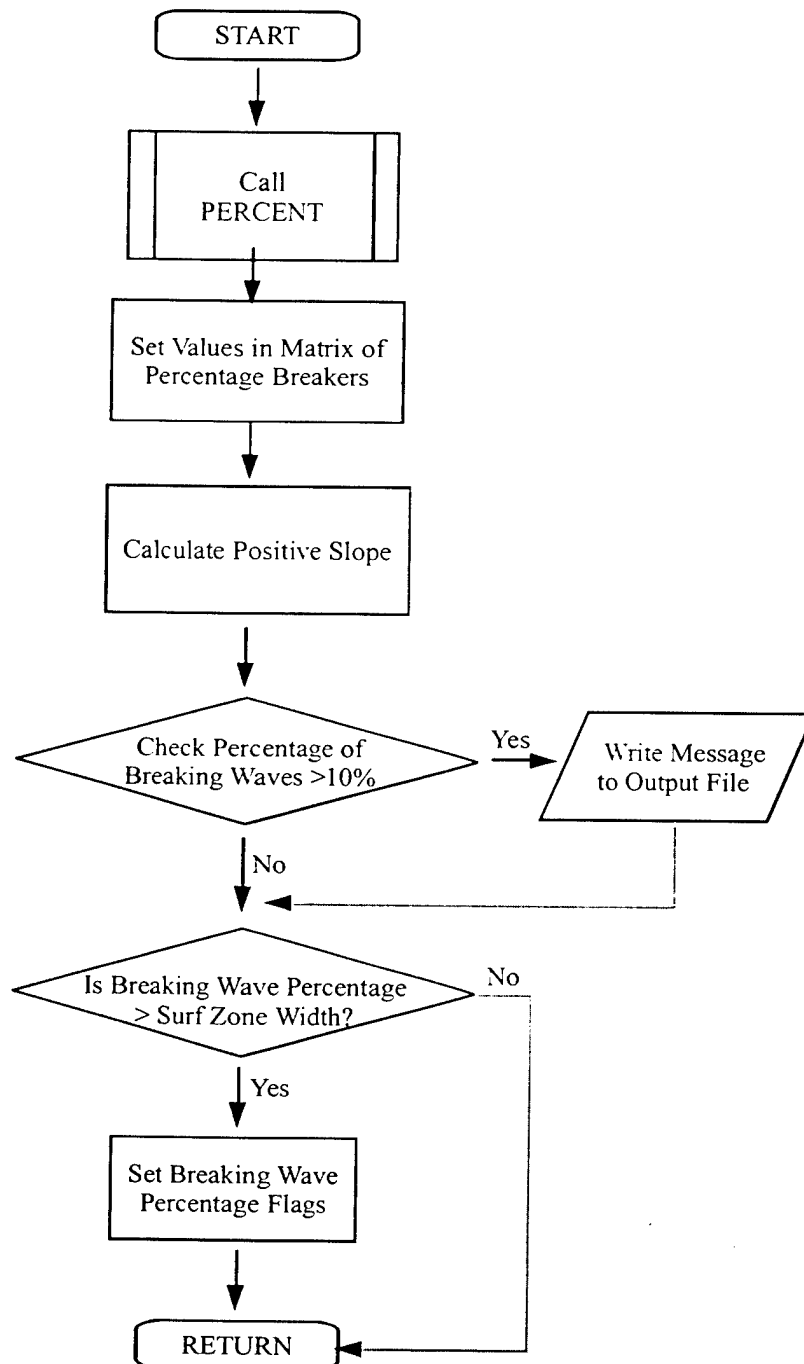 START
Call
PERCENT
Set Values in Matrix of
Percentage Breakers
Calculate Positive Slope
Check Percentage of
Breaking Waves >10%
Yes
Write Message
to Output File
No
Is Breaking Wave Percentage
> Surf Zone Width?
No
Yes
Set Breaking Wave
Percentage Flags
RETURN